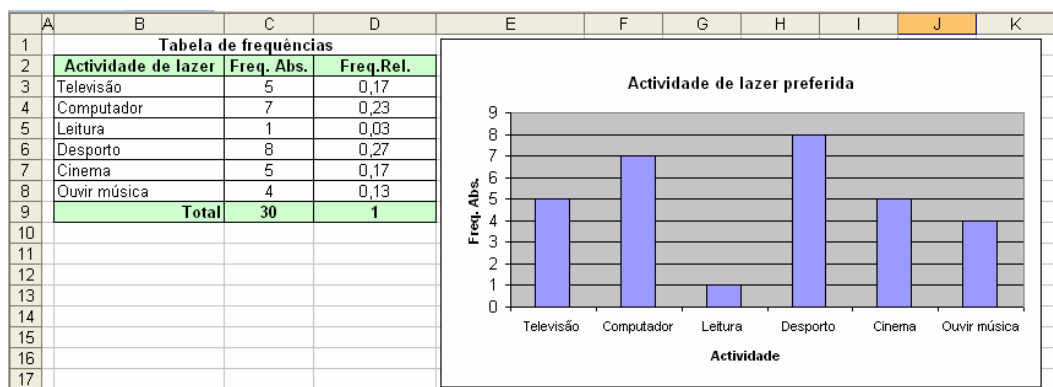 A B C D E F G H I J K
1 Tabela de frequências
2 Actividade de lazer Freq. Abs. Freq.Rel.
3 Televisão 5 0,17
4 Computador 7 0,23
5 Leitura 1 0,03
6 Desporto 8 0,27
7 Cinema 5 0,17
8 Ouvir música 4 0,13
9 Total 30 1
10
11
12
13
14
15
16
17
Actividade de lazer preferida
Freq. Abs.
9
8
7
6
5
4
3
2
1
0
Televisão Computador Leitura Desporto Cinema Ouvir música
Actividade